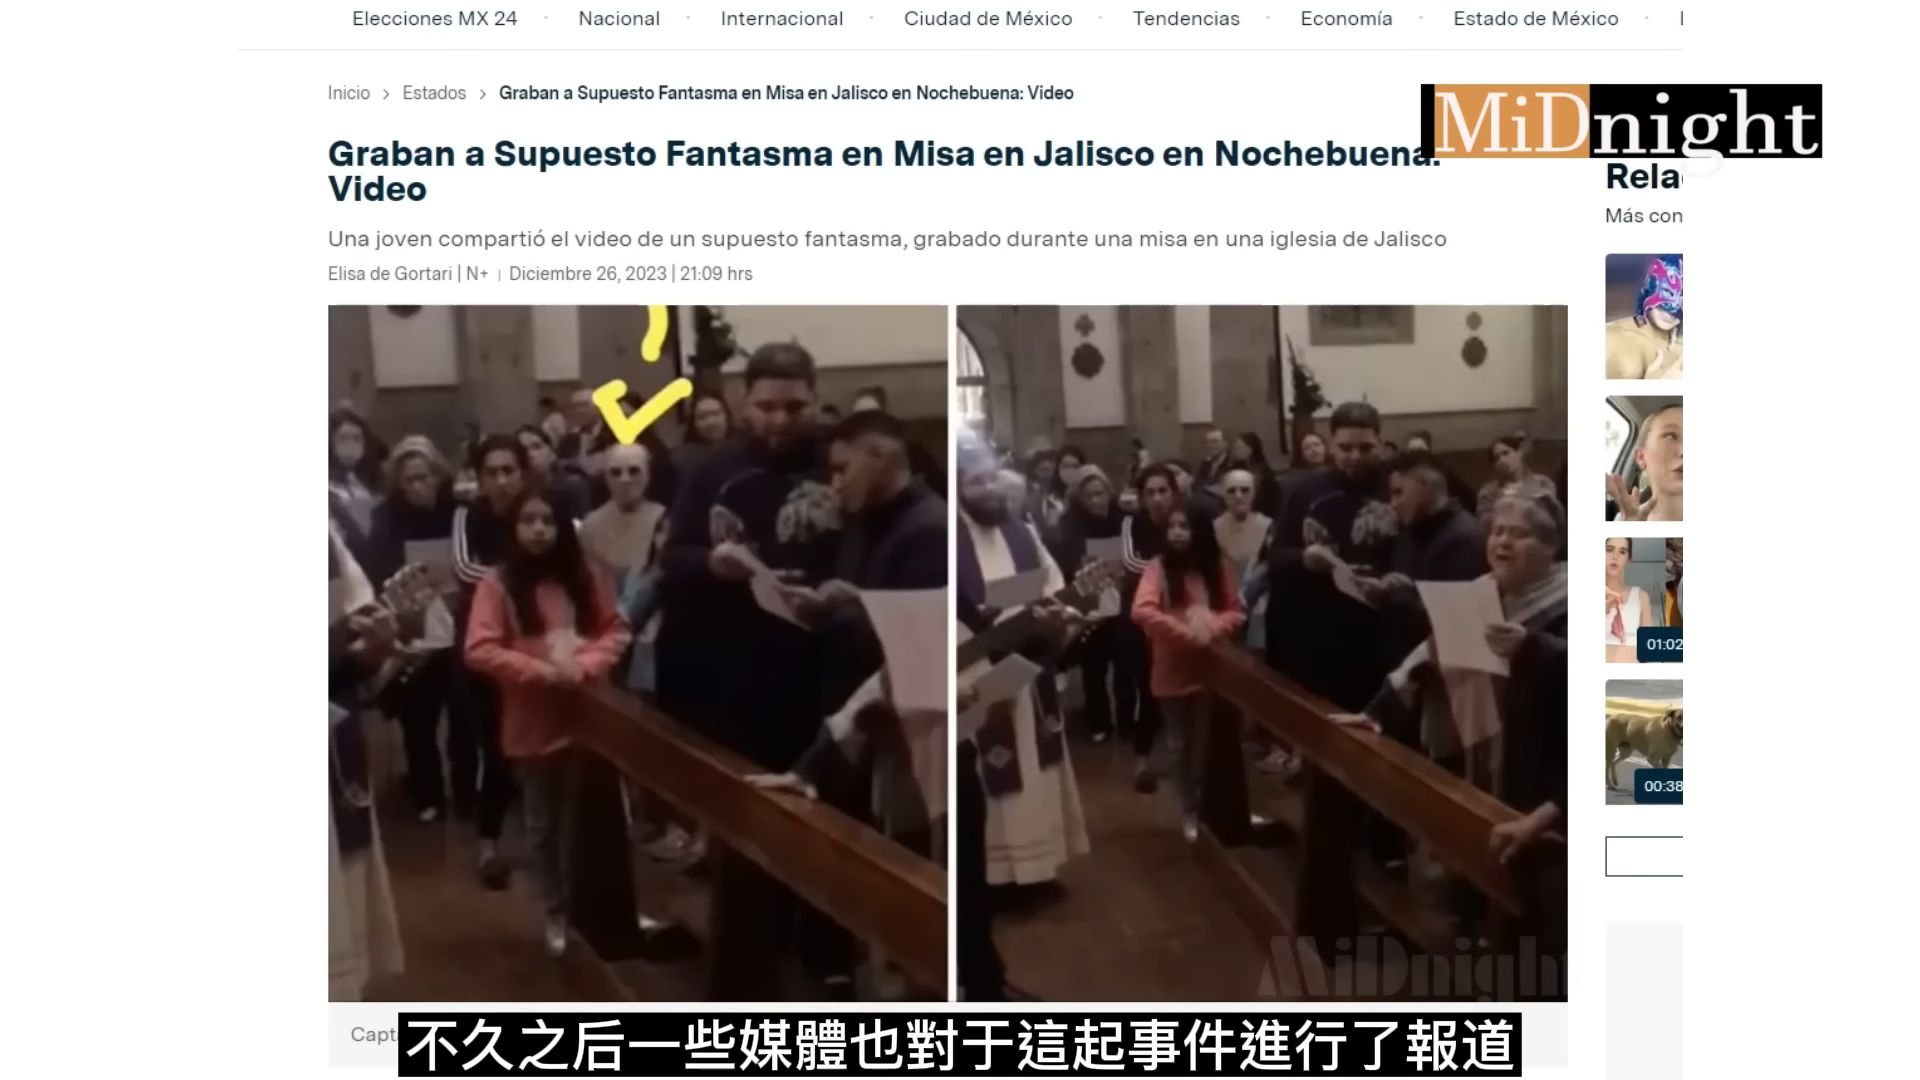 Elecciones MX 24 · Nacional · Internacional · Ciudad de México · Tendencias · Economía · Estado de México ·
MiDnight
Inicio > Estados > Graban a Supuesto Fantasma en Misa en Jalisco en Nochebuena: Video
Graban a Supuesto Fantasma en Misa en Jalisco en Nochebuena:
Video
Una joven compartió el video de un supuesto fantasma, grabado durante una misa en una iglesia de Jalisco
Elisa de Gortari | N+ | Diciembre 26, 2023 | 21:09 hrs
Rela
Más con
01:02
00:38
MiDnight
Capt
不久之后一些媒體也對于這起事件進行了報道